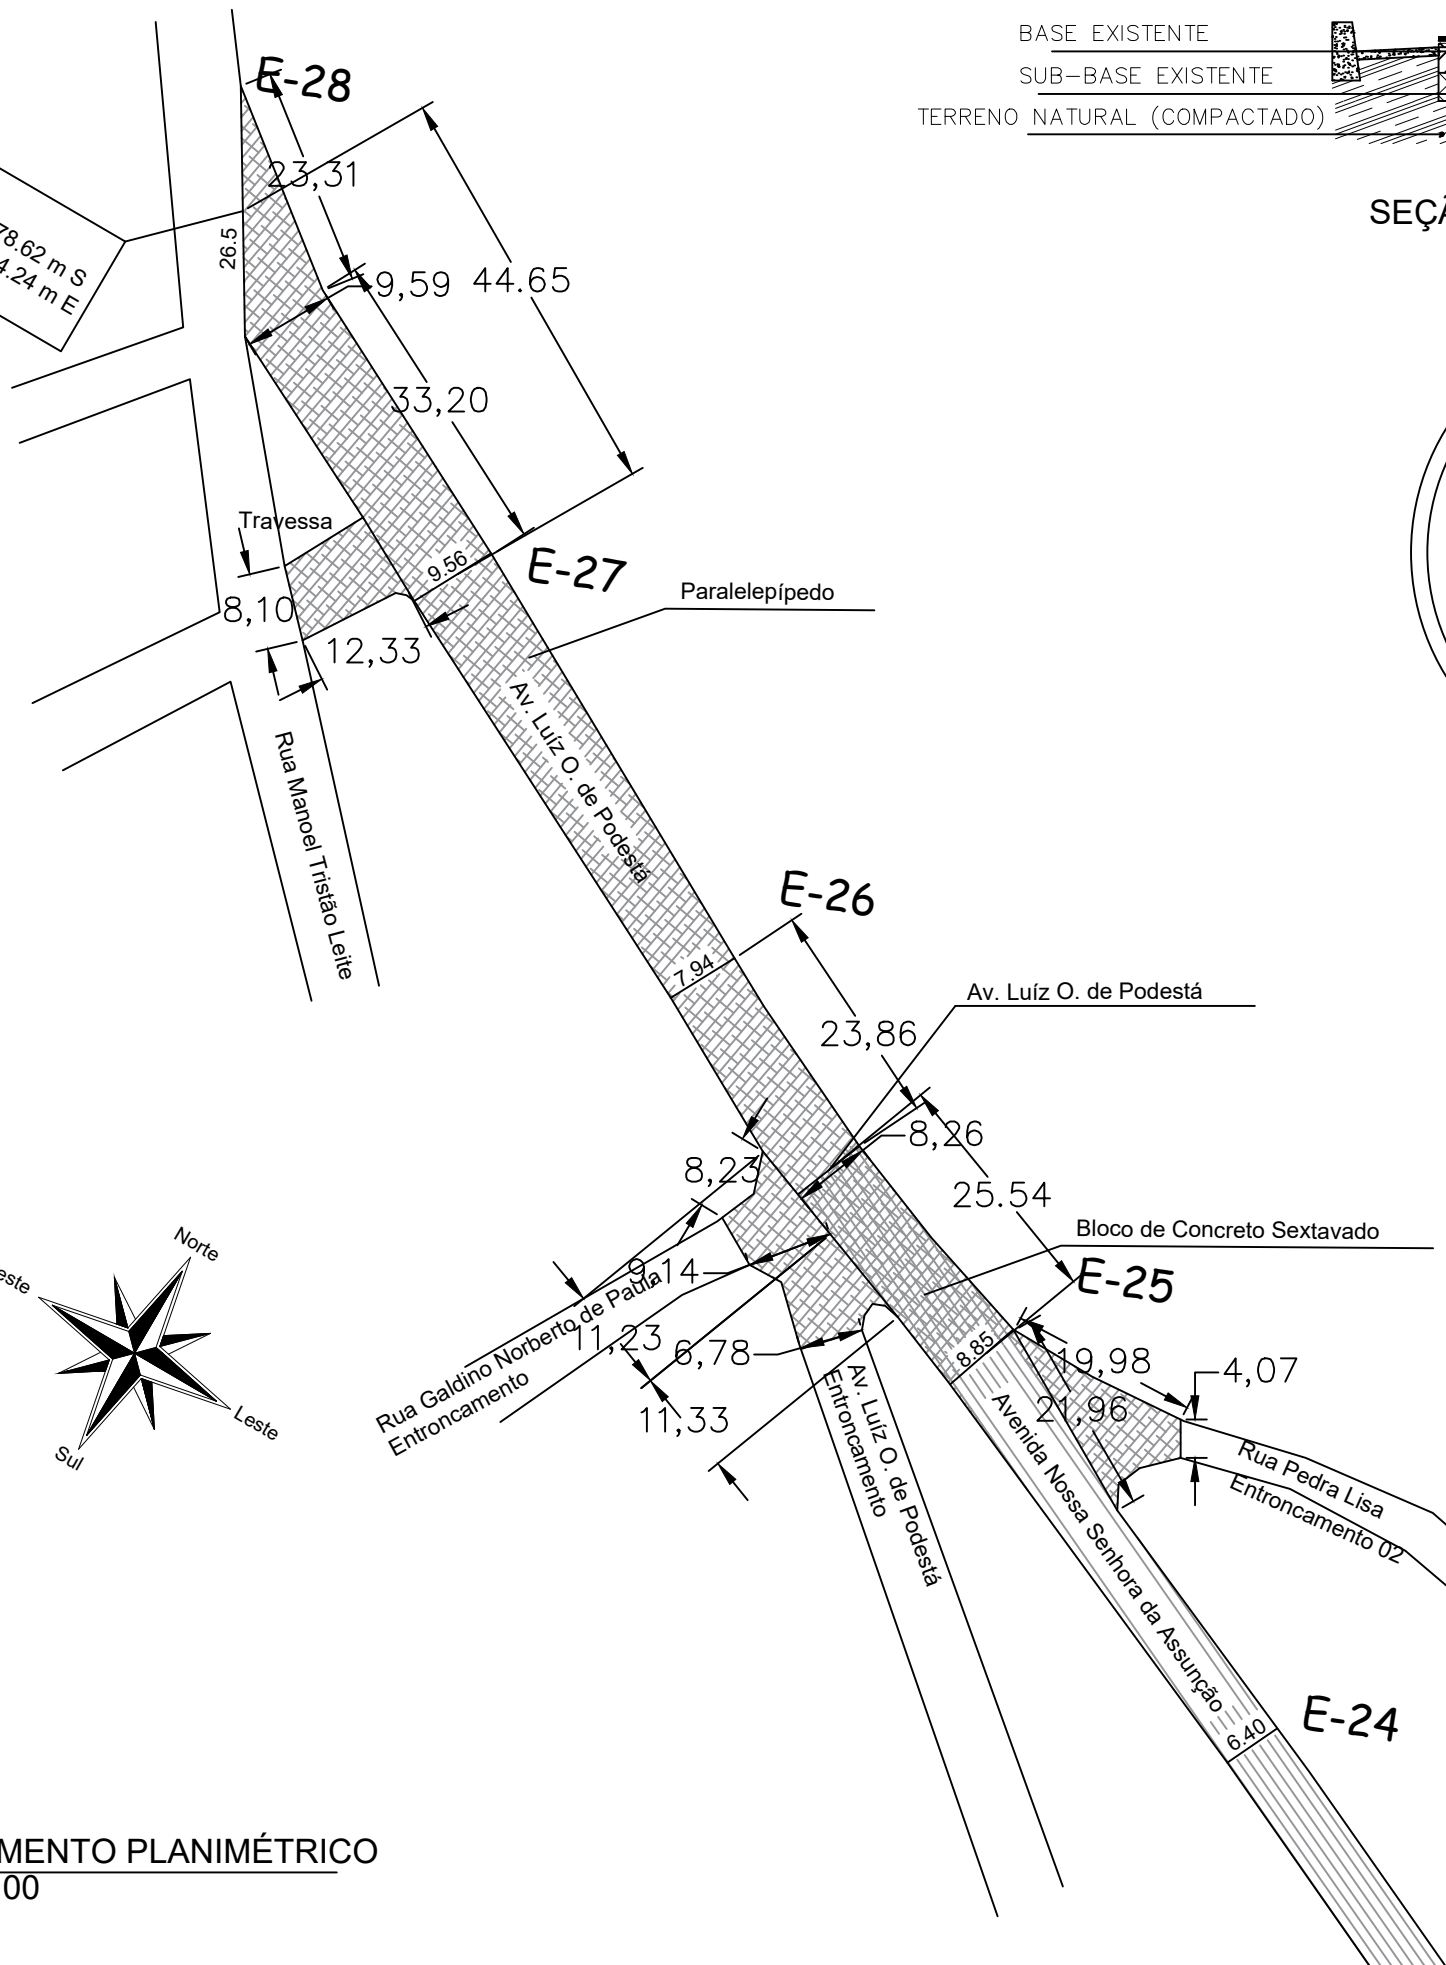 BASE EXISTENTE
SUB-BASE EXISTENTE
TERRENO NATURAL (COMPACTADO)
E-28
23,31
78.62 m S
4.24 m E
26.5
9,59
44.65
33,20
Travessa
9.56
E-27
Paralelepípedo
8,10
12,33
Av. Luíz O. de Podestá
Rua Manoel Tristão Leite
E-26
7.94
Av. Luíz O. de Podestá
23,86
8,26
8,23
25.54
Bloco de Concreto Sextavado
E-25
Norte
Leste
Sul
9,14
11,23
6,78
8.85
19,98
4,07
Rua Galdino Norberto de Paula
Entroncamento
11,33
21,96
Av. Luíz O. de Podestá
Entroncamento
Avenida Nossa Senhora da Assunção
Rua Pedra Lisa
Entroncamento 02
E-24
6.40
MENTO PLANIMÉTRICO
00